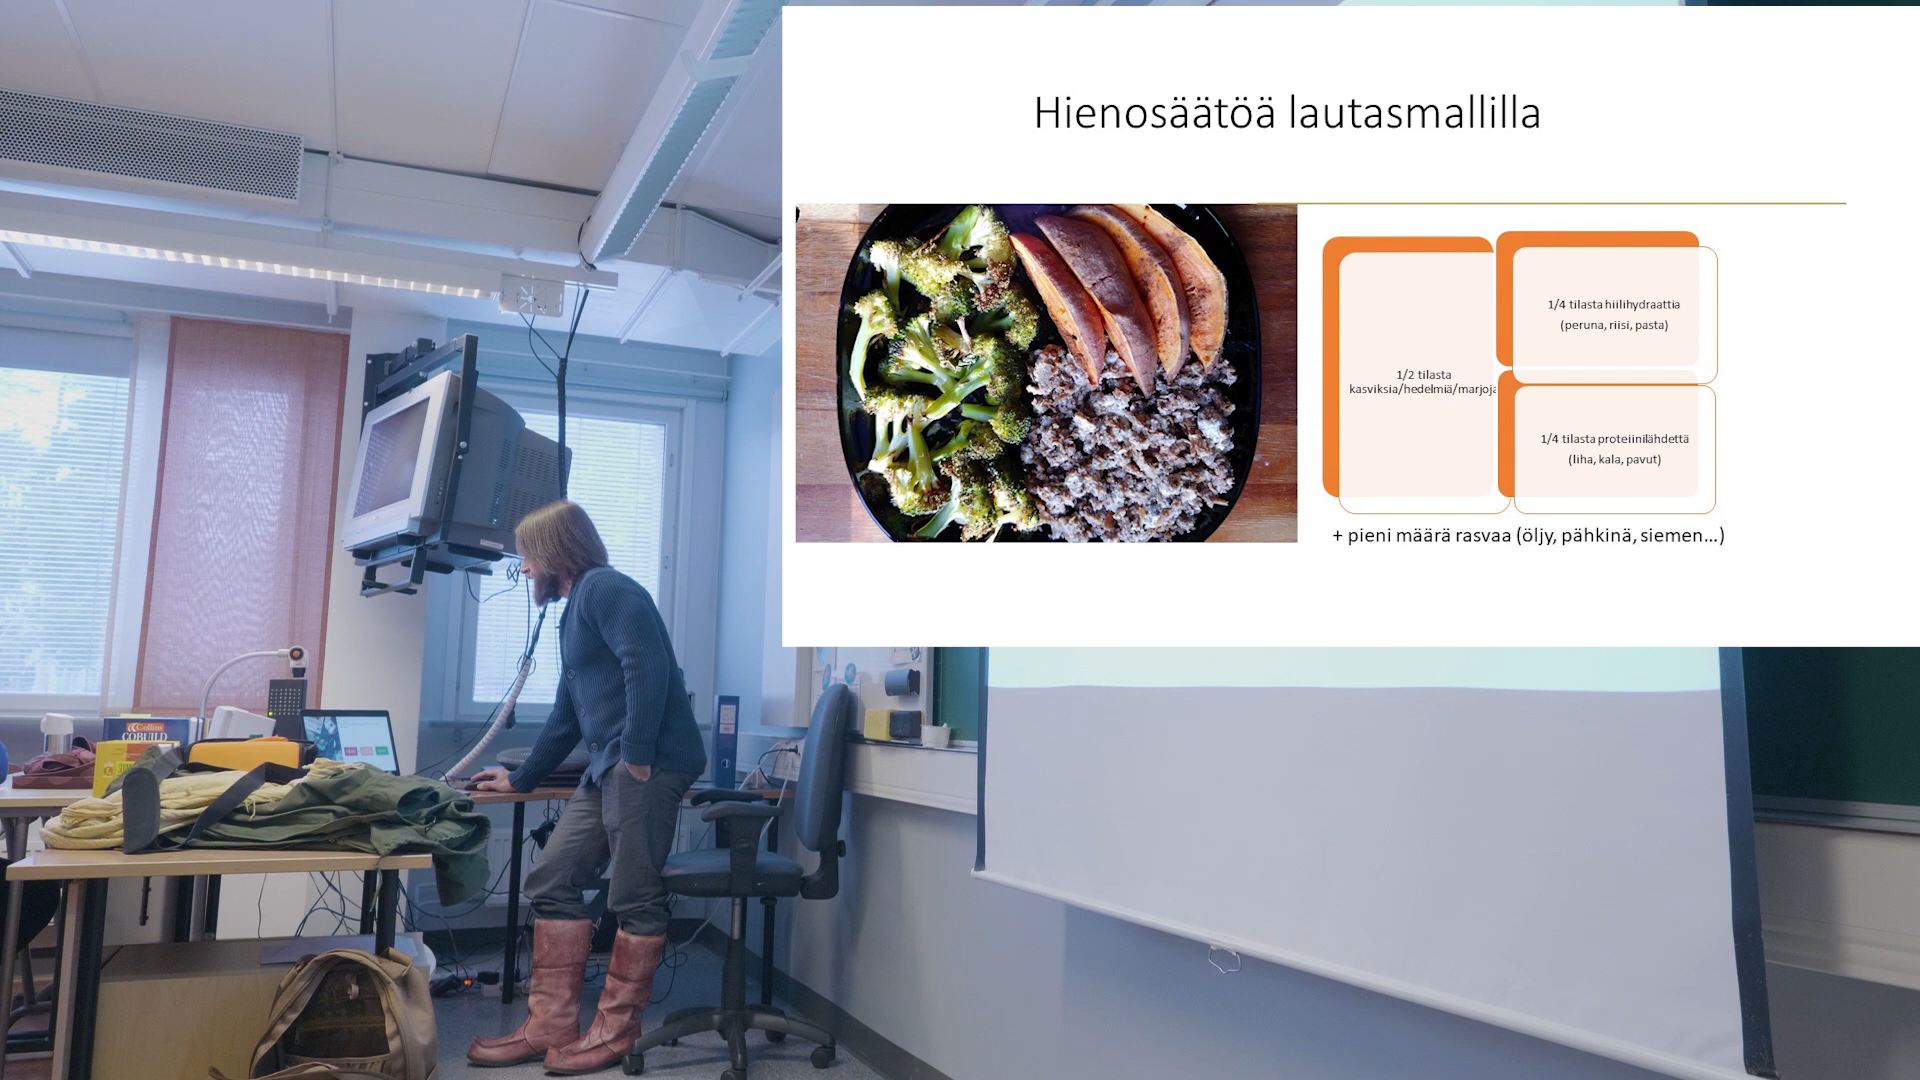 Hienosäätöä lautasmallilla
1/2 tilasta
kasviksia/hedelmiä/marjoja
1/4 tilasta hiilihydraattia
(peruna, riisi, pasta)
1/4 tilasta proteiinilähdettä
(liha, kala, pavut)
+ pieni määrä rasvaa (öljy, pähkinä, siemen...)
Collins
COBUILD